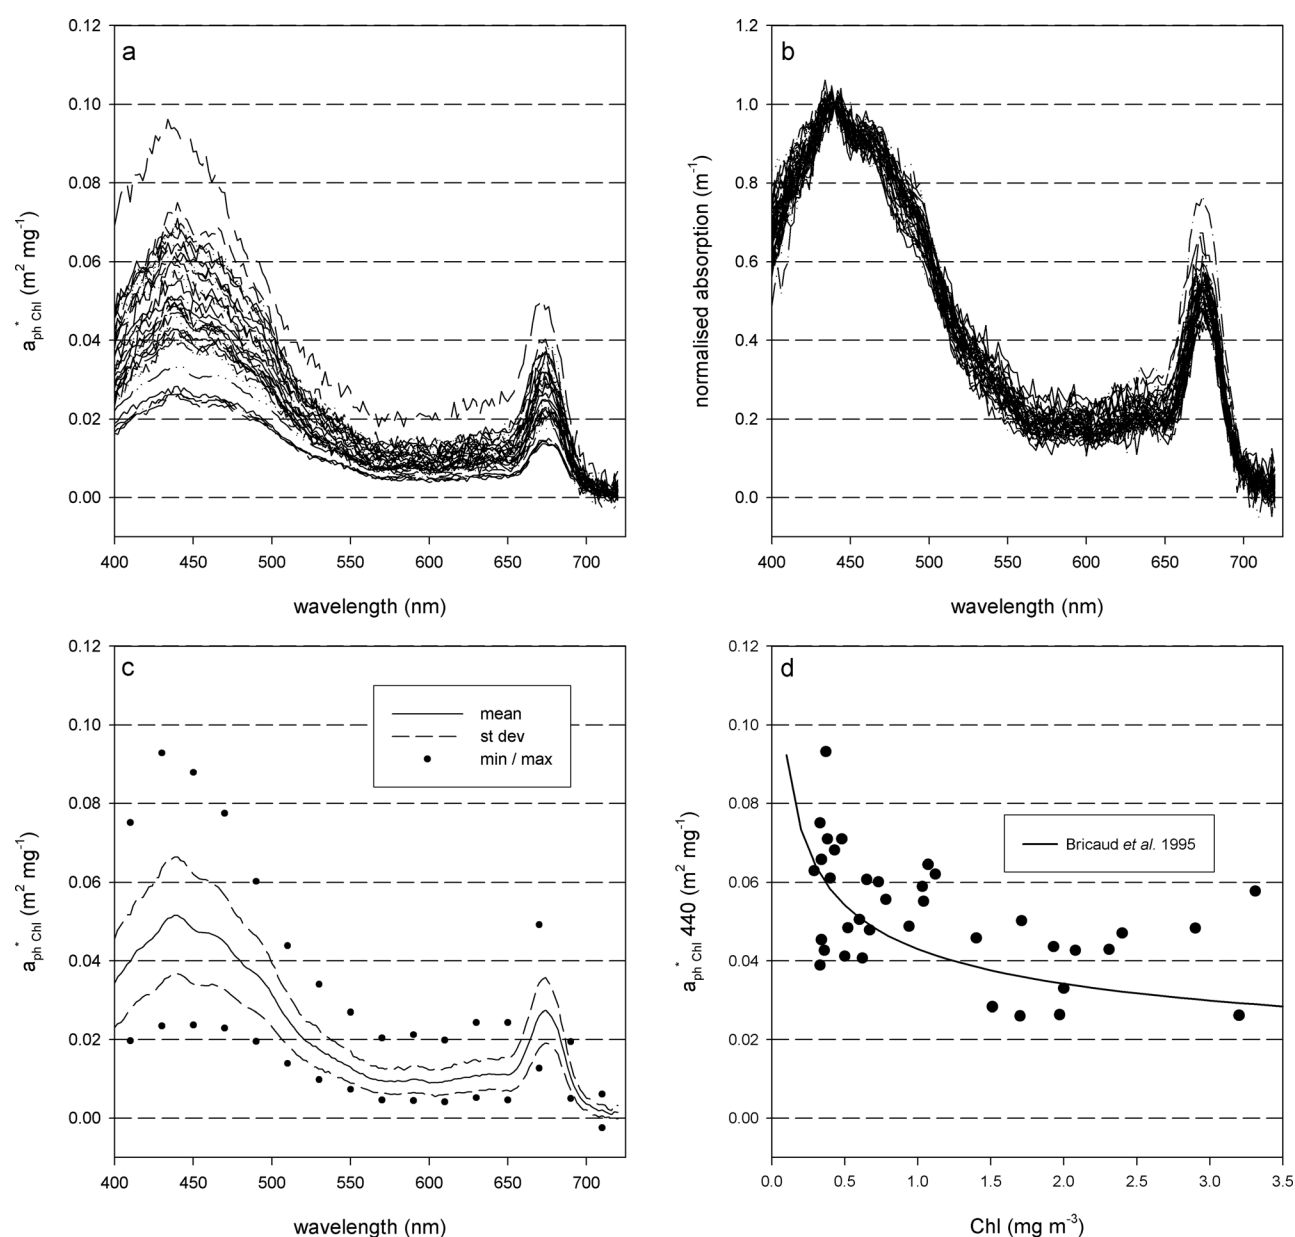 a
0.12
0.10
0.08
0.06
0.04
0.02
0.00
a*ph Chl (m² mg⁻¹)
400 450 500 550 600 650 700
wavelength (nm)
b
1.2
1.0
0.8
0.6
0.4
0.2
0.0
normalised absorption (m⁻¹)
400 450 500 550 600 650 700
wavelength (nm)
c
0.12
0.10
0.08
0.06
0.04
0.02
0.00
a*ph Chl (m² mg⁻¹)
mean
st dev
min / max
400 450 500 550 600 650 700
wavelength (nm)
d
0.12
0.10
0.08
0.06
0.04
0.02
0.00
a*ph Chl 440 (m² mg⁻¹)
Bricaud et al. 1995
0.0 0.5 1.0 1.5 2.0 2.5 3.0 3.5
Chl (mg m⁻³)